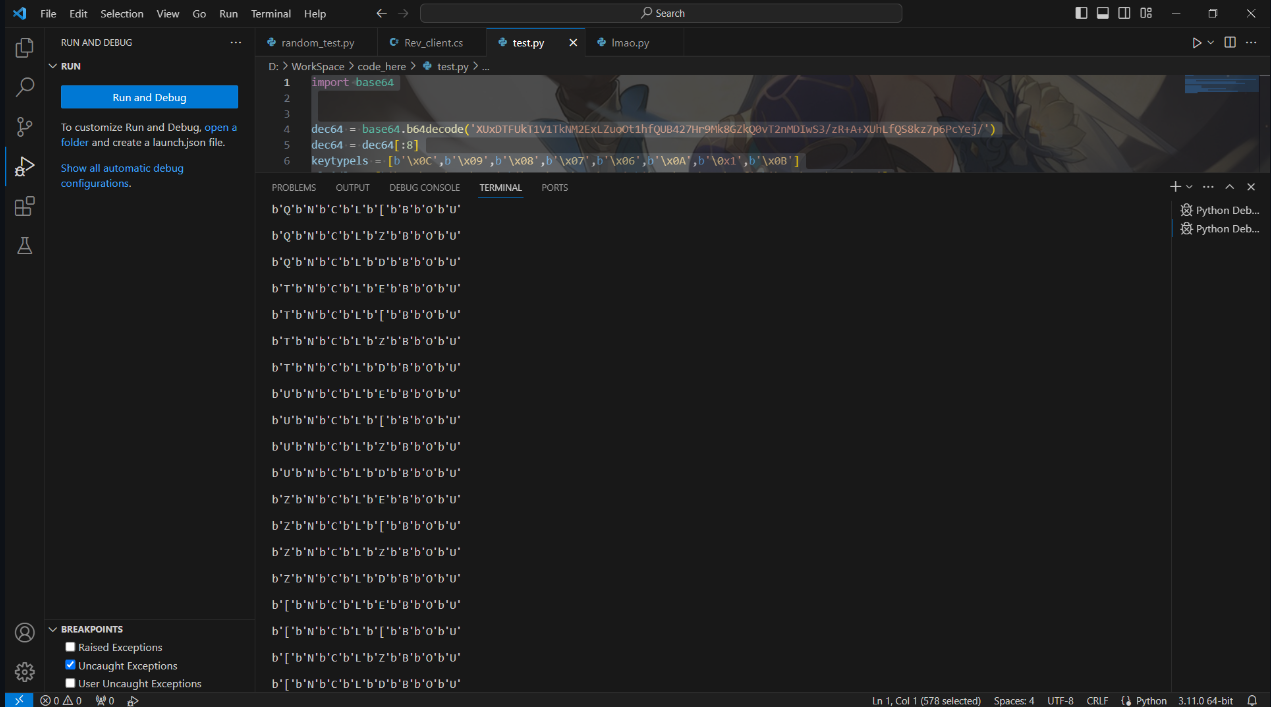 File Edit Selection View Go Run Terminal Help
Search
RUN AND DEBUG
RUN
Run and Debug
To customize Run and Debug, open a
folder and create a launch.json file.
Show all automatic debug
configurations.
random_test.py
Rev_client.cs
test.py
lmao.py
D: > WorkSpace > code_here > test.py > ...
1 import base64
2
3
4 dec64 = base64.b64decode('XUxDTFUkT1V1TkNM2ExLZuoOt1hfQUB427Hr9Mk8GZkQ0vT2nMDIwS3/zR+A+XUhLfQS8kz7p6PcYej/')
5 dec64 = dec64[:8]
6 keytypels = [b'\x0C',b'\x09',b'\x08',b'\x07',b'\x06',b'\x0A',b'\0x1',b'\x0B']
PROBLEMS OUTPUT DEBUG CONSOLE TERMINAL PORTS
b'Q'b'N'b'C'b'L'b'['b'B'b'O'b'U'
b'Q'b'N'b'C'b'L'b'Z'b'B'b'O'b'U'
b'Q'b'N'b'C'b'L'b'D'b'B'b'O'b'U'
b'T'b'N'b'C'b'L'b'E'b'B'b'O'b'U'
b'T'b'N'b'C'b'L'b'['b'B'b'O'b'U'
b'T'b'N'b'C'b'L'b'Z'b'B'b'O'b'U'
b'T'b'N'b'C'b'L'b'D'b'B'b'O'b'U'
b'U'b'N'b'C'b'L'b'E'b'B'b'O'b'U'
b'U'b'N'b'C'b'L'b'['b'B'b'O'b'U'
b'U'b'N'b'C'b'L'b'Z'b'B'b'O'b'U'
b'U'b'N'b'C'b'L'b'D'b'B'b'O'b'U'
b'Z'b'N'b'C'b'L'b'E'b'B'b'O'b'U'
b'Z'b'N'b'C'b'L'b'['b'B'b'O'b'U'
b'Z'b'N'b'C'b'L'b'Z'b'B'b'O'b'U'
b'Z'b'N'b'C'b'L'b'D'b'B'b'O'b'U'
b'['b'N'b'C'b'L'b'E'b'B'b'O'b'U'
b'['b'N'b'C'b'L'b'['b'B'b'O'b'U'
b'['b'N'b'C'b'L'b'Z'b'B'b'O'b'U'
b'['b'N'b'C'b'L'b'D'b'B'b'O'b'U'
Python Deb...
Python Deb...
BREAKPOINTS
Raised Exceptions
Uncaught Exceptions
User Uncaught Exceptions
0 0 0
Ln 1, Col 1 (578 selected) Spaces: 4 UTF-8 CRLF Python 3.11.0 64-bit